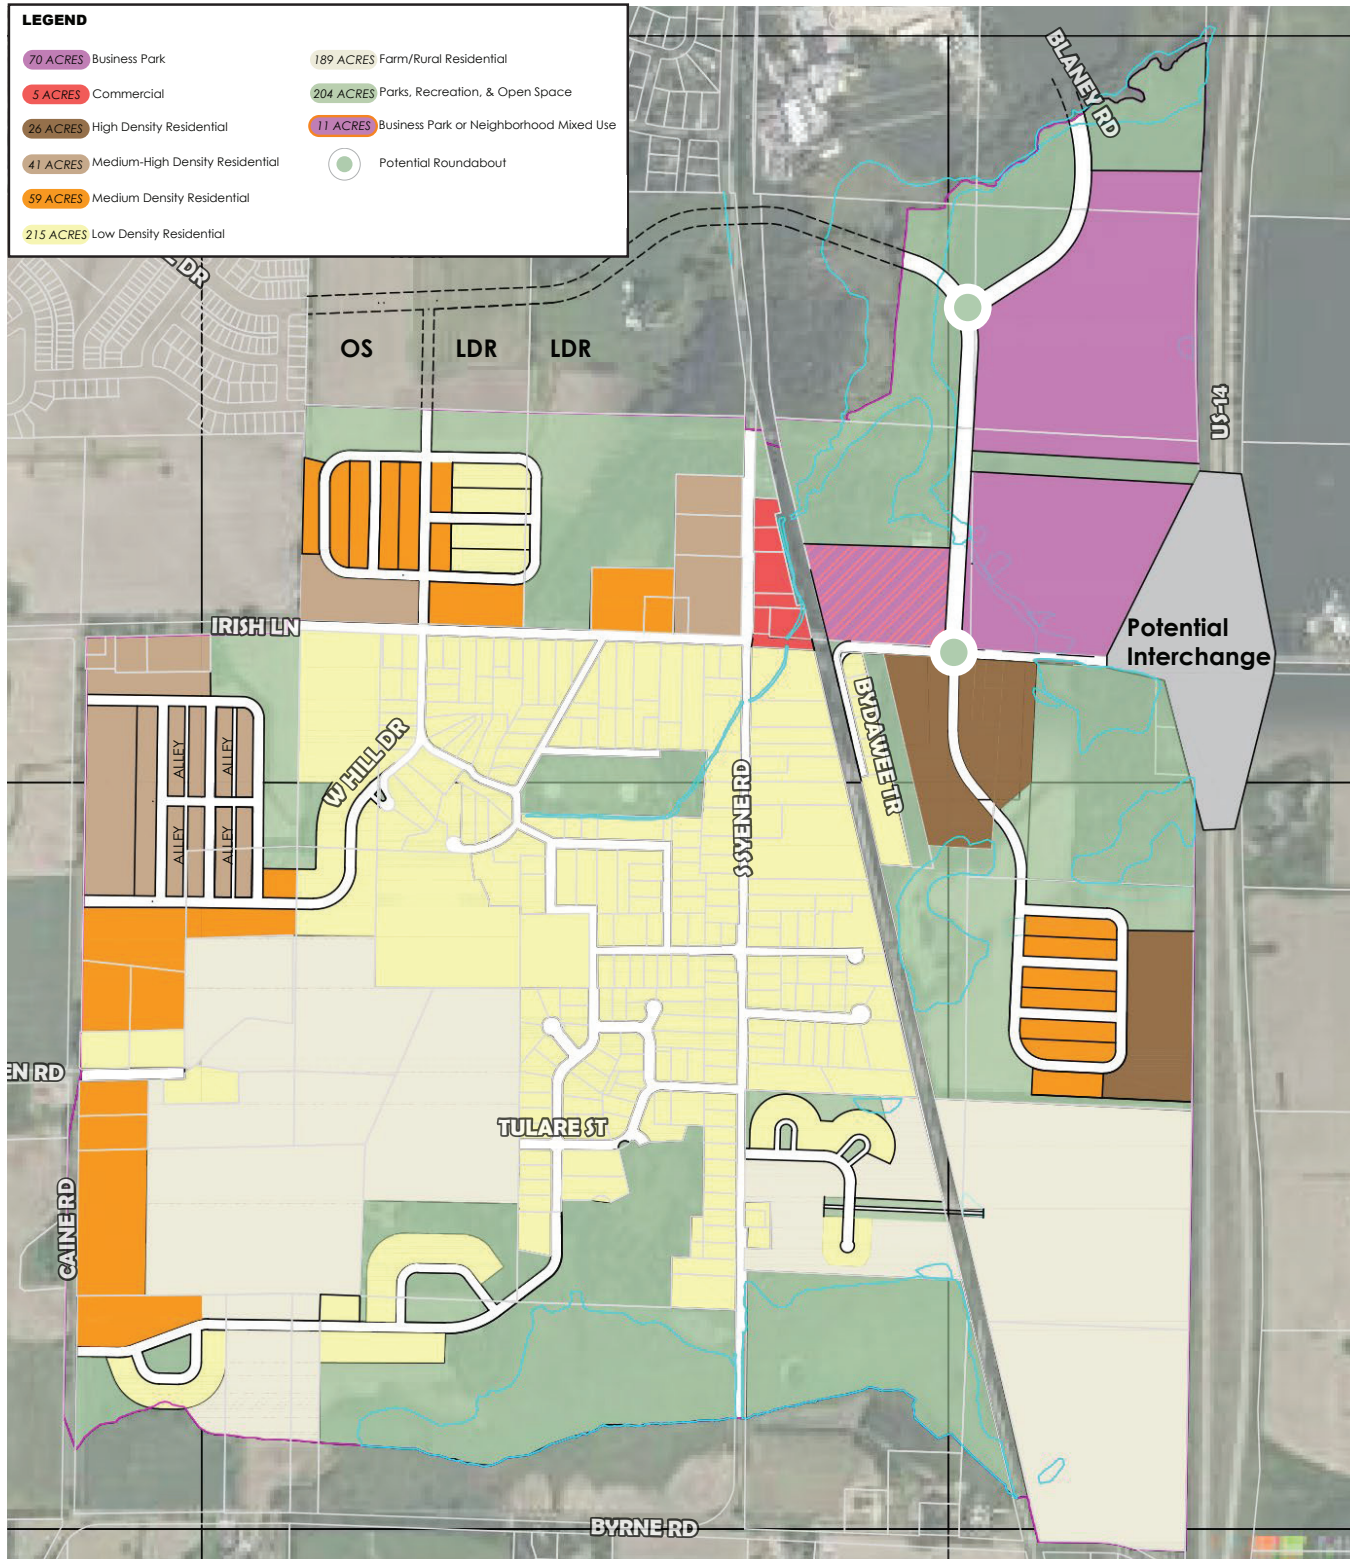 LEGEND
70 ACRES Business Park
5 ACRES Commercial
26 ACRES High Density Residential
41 ACRES Medium-High Density Residential
59 ACRES Medium Density Residential
215 ACRES Low Density Residential
189 ACRES Farm/Rural Residential
204 ACRES Parks, Recreation, & Open Space
11 ACRES Business Park or Neighborhood Mixed Use
Potential Roundabout
BLANEY RD
DR
OS
LDR
LDR
US-14
IRISH LN
Potential
Interchange
BYDAWEE TR
W HILL DR
ALLEY
ALLEY
ALLEY
ALLEY
S SYENE RD
EN RD
TULARE ST
CAINE RD
BYRNE RD